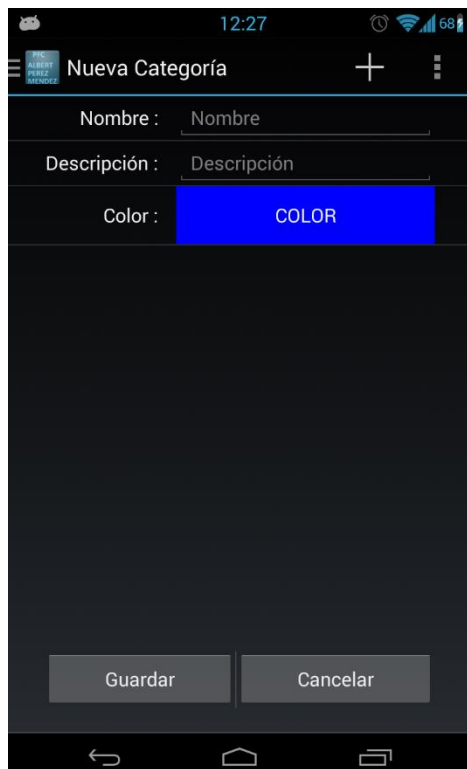 12:27
68
PFC
ALBERT
PEREZ
MENDEZ
Nueva Categoría
Nombre : Nombre
Descripción : Descripción
Color : COLOR
Guardar Cancelar